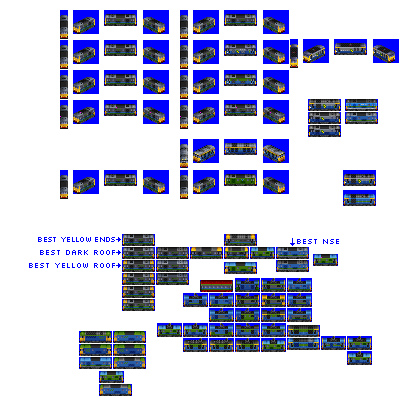 BEST YELLOW ENDS→
↓BEST NSE
BEST DARK ROOF→
BEST YELLOW ROOF→